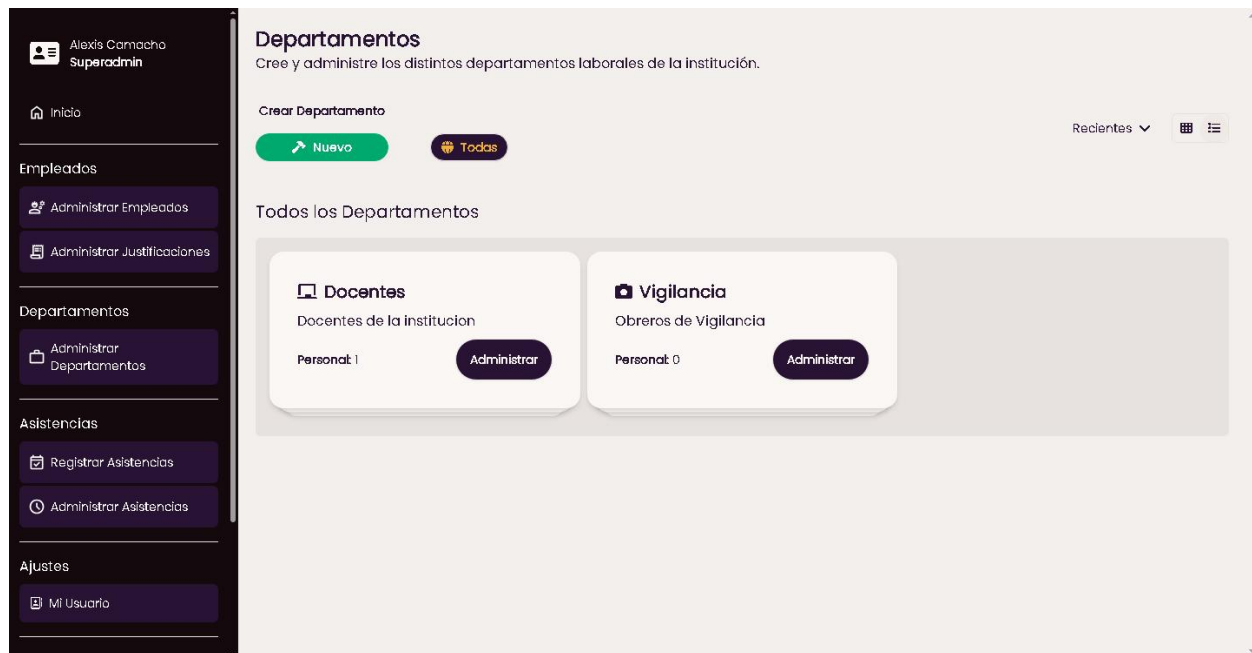 Alexis Camacho
Superadmin
Inicio
Empleados
Administrar Empleados
Administrar Justificaciones
Departamentos
Administrar
Departamentos
Asistencias
Registrar Asistencias
Administrar Asistencias
Ajustes
Mi Usuario
Departamentos
Cree y administre los distintos departamentos laborales de la institución.
Crear Departamento
Nuevo
Todas
Recientes
Todos los Departamentos
Docentes
Docentes de la institucion
Personal: 1
Administrar
Vigilancia
Obreros de Vigilancia
Personal: 0
Administrar